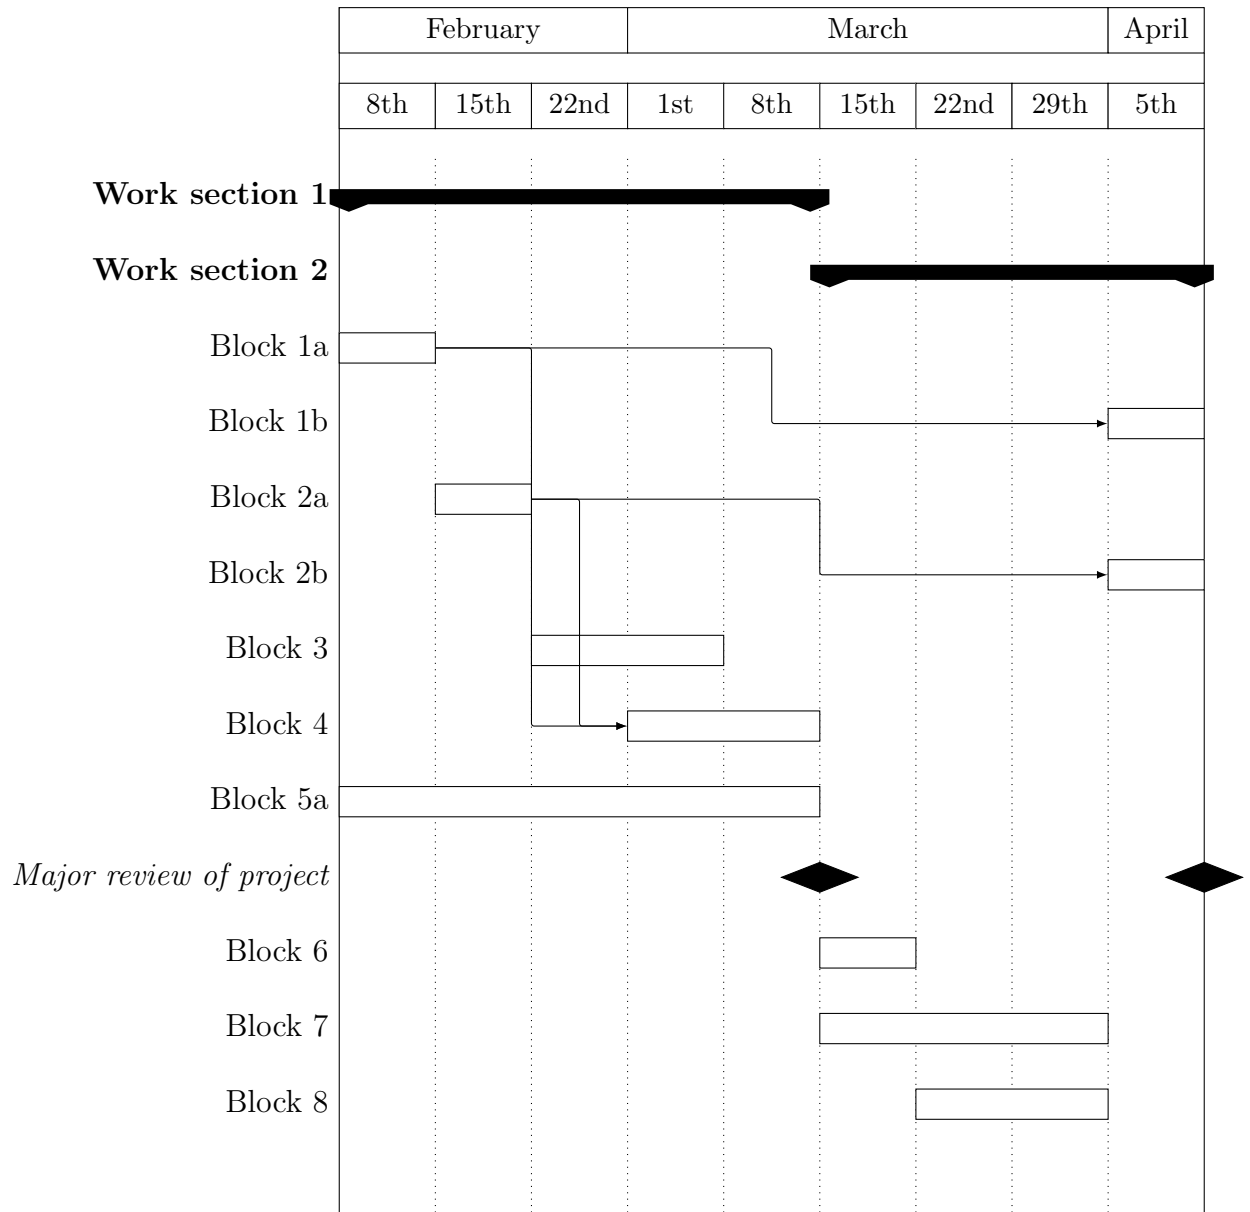 February March April
8th 15th 22nd 1st 8th 15th 22nd 29th 5th
Work section 1
Work section 2
Block 1a
Block 1b
Block 2a
Block 2b
Block 3
Block 4
Block 5a
Major review of project
Block 6
Block 7
Block 8